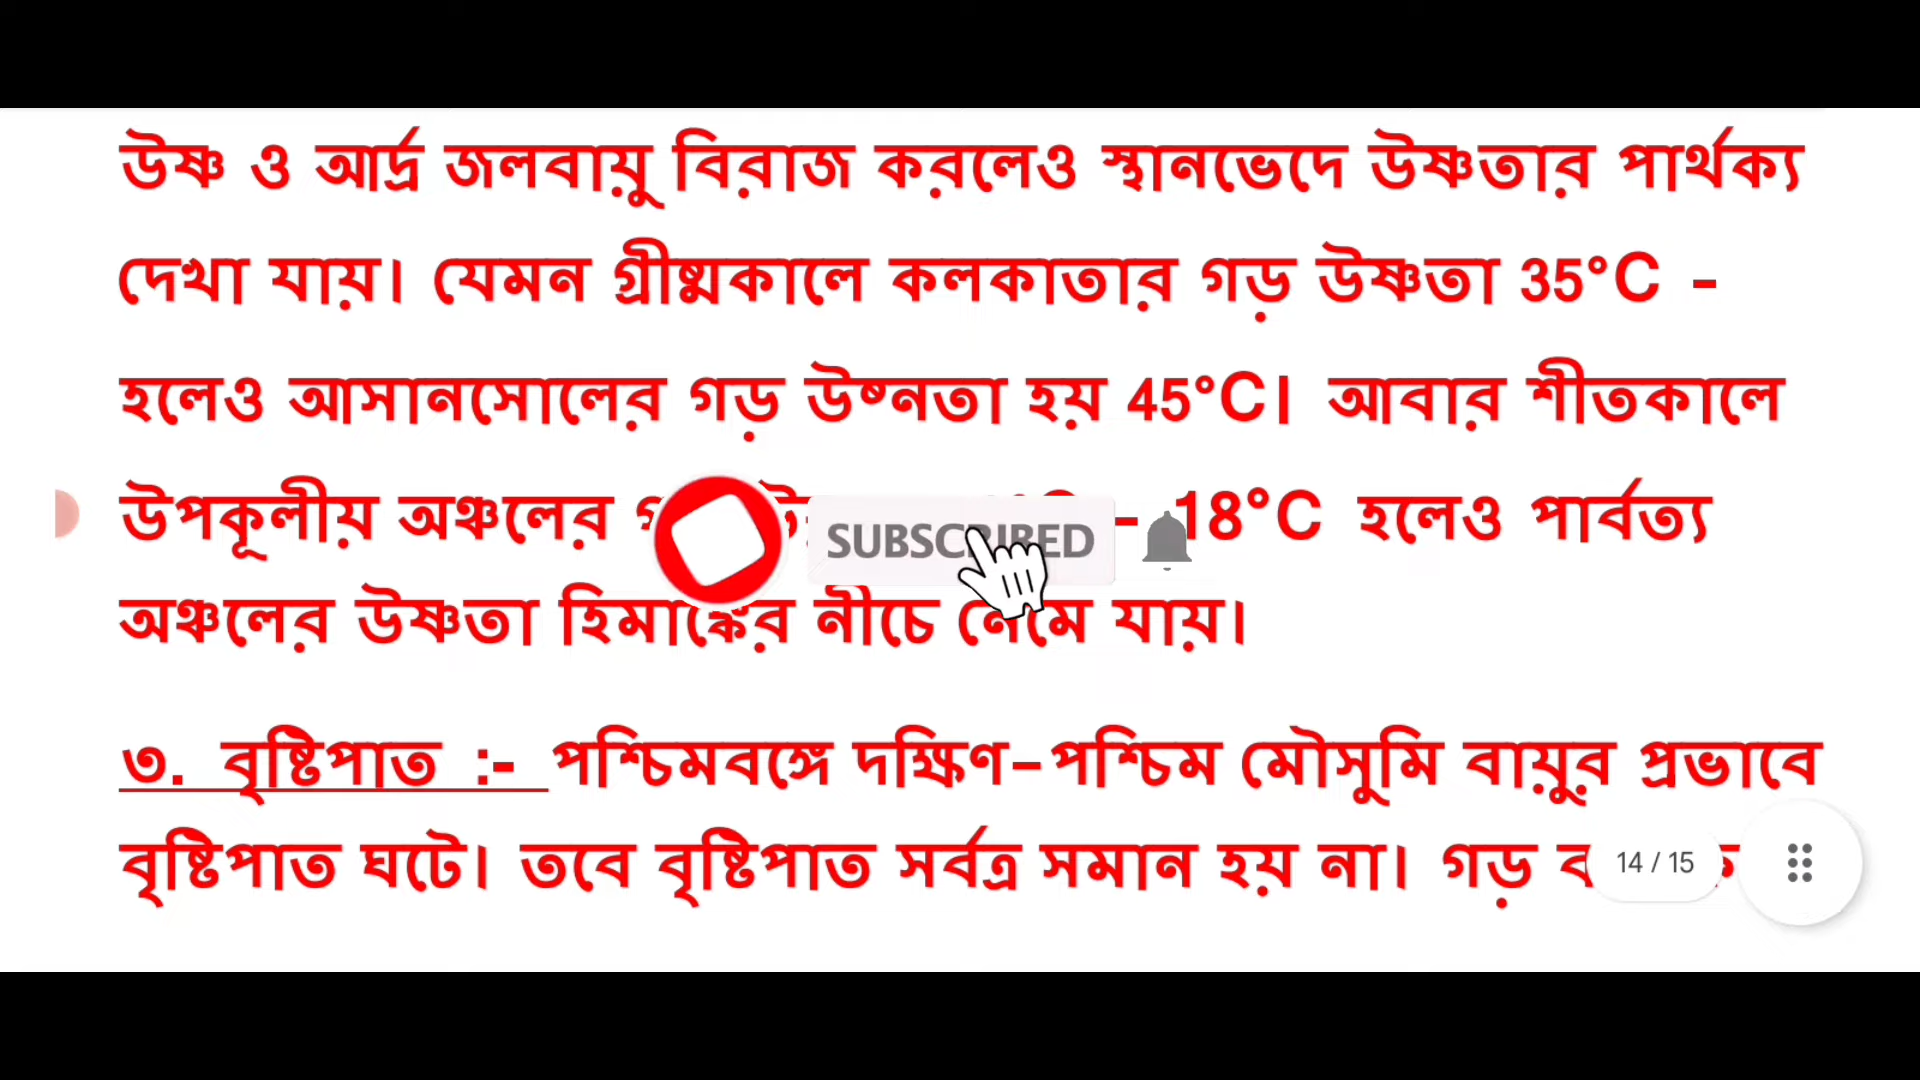 উষ্ণ ও আর্দ্র জলবায়ু বিরাজ করলেও স্থানভেদে উষ্ণতার পার্থক্য
দেখা যায়। যেমন গ্রীষ্মকালে কলকাতার গড় উষ্ণতা 35°C -
হলেও আসানসোলের গড় উষ্নতা হয় 45°C। আবার শীতকালে
উপকূলীয় অঞ্চলের - 18°C হলেও পার্বত্য
SUBSCRIBED
অঞ্চলের উষ্ণতা হিমাঙ্কের নীচে নেমে যায়।
৩. বৃষ্টিপাত :- পশ্চিমবঙ্গে দক্ষিণ-পশ্চিম মৌসুমি বায়ুর প্রভাবে
বৃষ্টিপাত ঘটে। তবে বৃষ্টিপাত সর্বত্র সমান হয় না। গড়
14 / 15